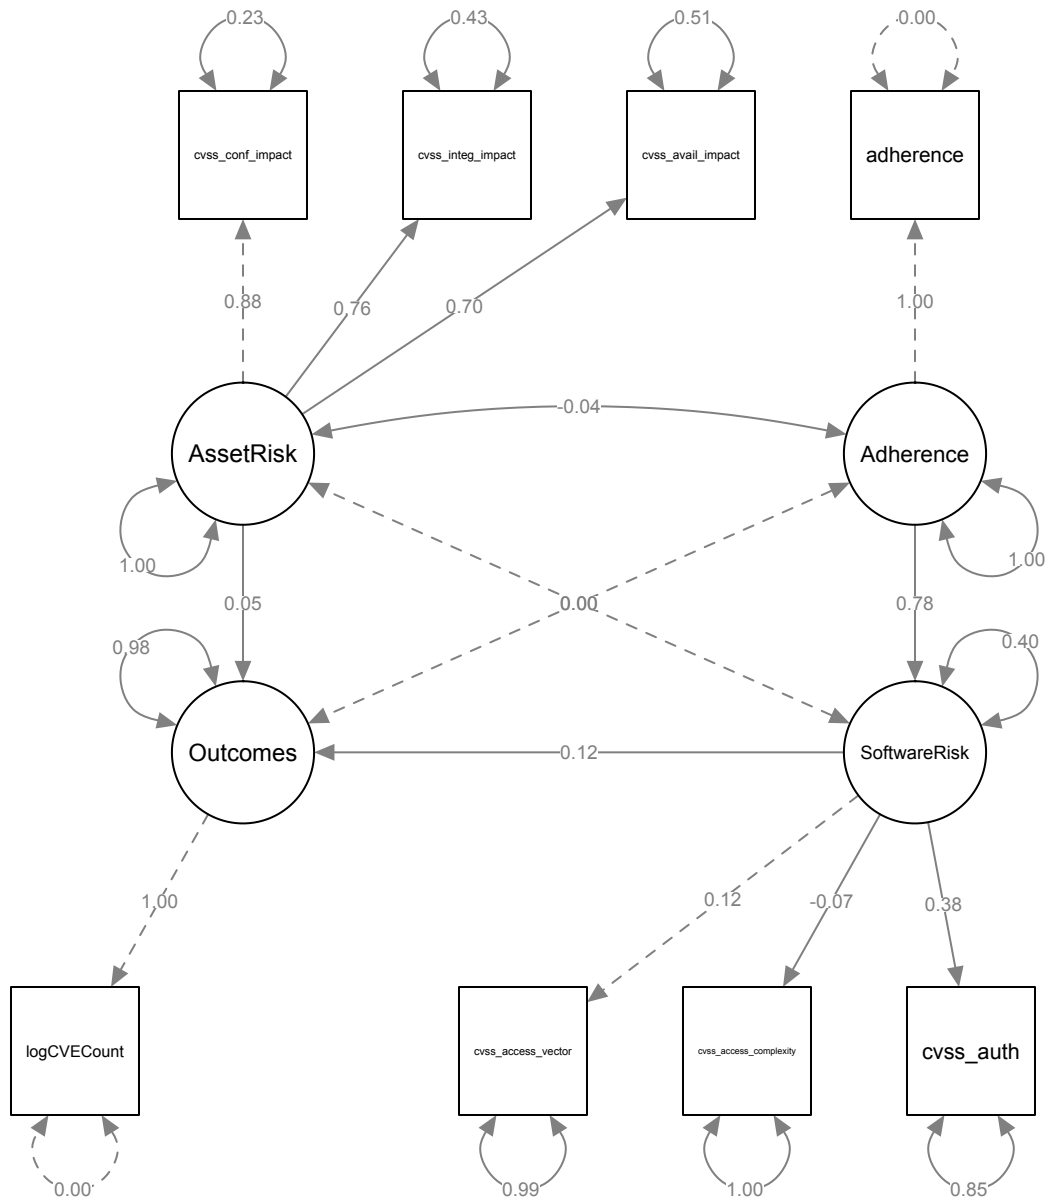 0.23
0.43
0.51
0.00
cvss_conf_impact
cvss_integ_impact
cvss_avail_impact
adherence
0.88
0.76
0.70
1.00
-0.04
AssetRisk
Adherence
1.00
1.00
0.05
0.00
0.78
0.98
0.40
Outcomes
0.12
SoftwareRisk
1.00
0.12
-0.07
0.38
logCVECount
cvss_access_vector
cvss_access_complexity
cvss_auth
0.00
0.99
1.00
0.85